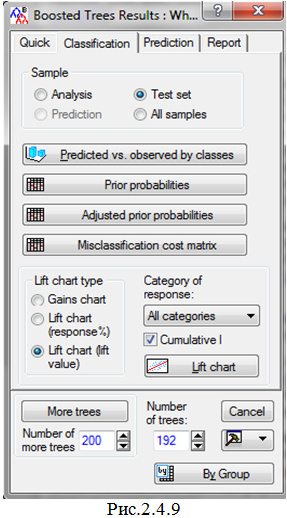 Boosted Trees Results : Wh...
Quick Classification Prediction Report
Sample
Analysis Test set
Prediction All samples
Predicted vs. observed by classes
Prior probabilities
Adjusted prior probabilities
Misclassification cost matrix
Lift chart type
Gains chart
Lift chart
(response%)
Lift chart (lift
value)
Category of
response:
All categories
Cumulative l
Lift chart
More trees
Number of
more trees 200
Number
of trees:
192
Cancel
By Group
Рис.2.4.9